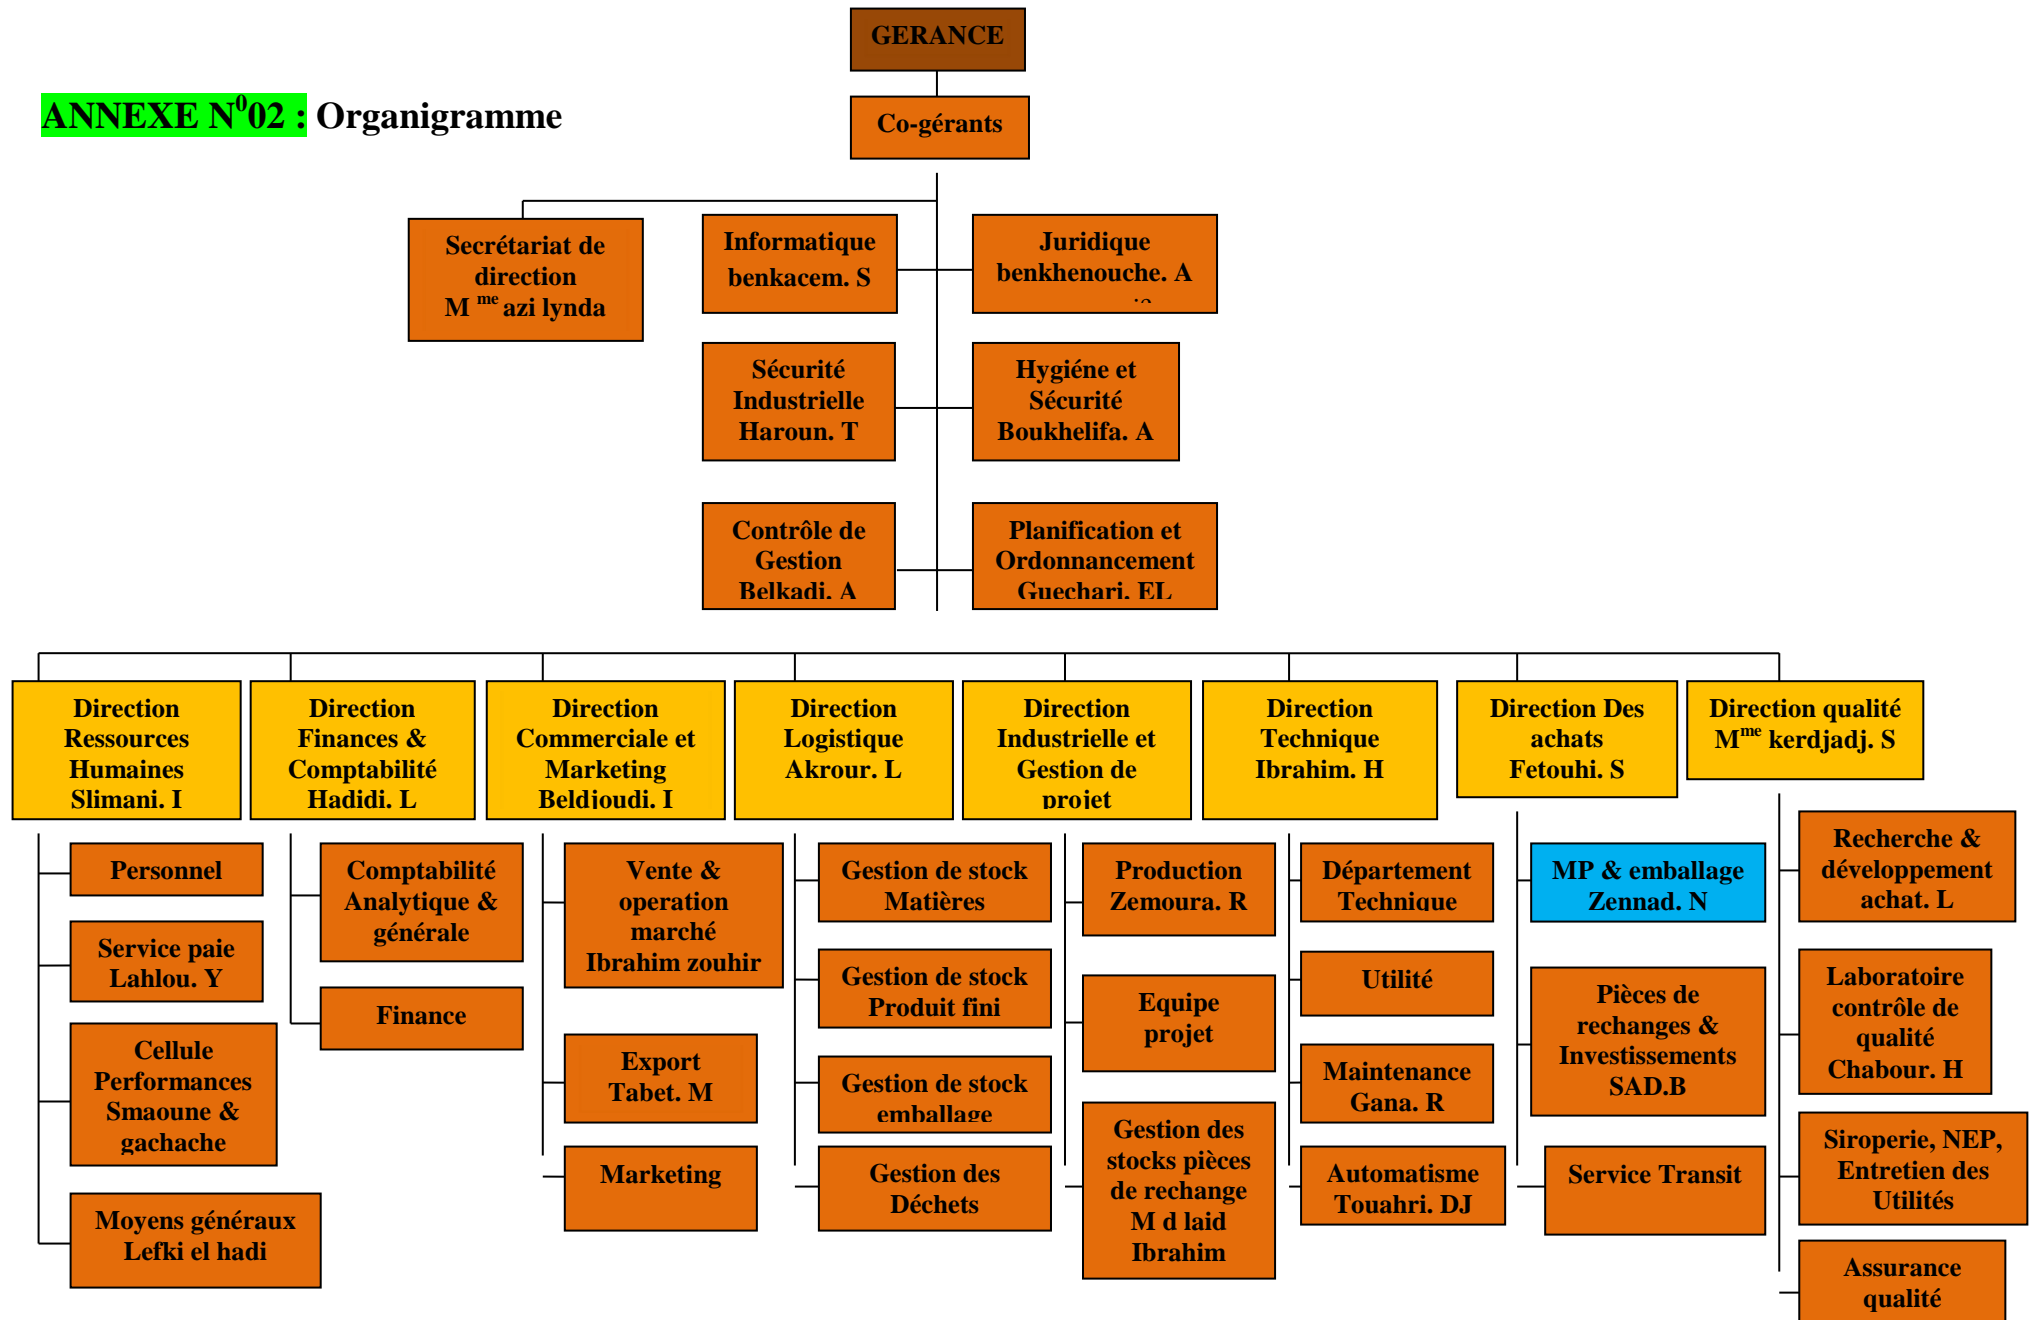 GERANCE
ANNEXE N⁰02 : Organigramme
Co-gérants
Secrétariat de
direction
M me azi lynda
Informatique
benkacem. S
Juridique
benkhenouche. A
Sécurité
Industrielle
Haroun. T
Hygiéne et
Sécurité
Boukhelifa. A
Contrôle de
Gestion
Belkadi. A
Planification et
Ordonnancement
Guechari. EL
Direction
Ressources
Humaines
Slimani. I
Direction
Finances &
Comptabilité
Hadidi. L
Direction
Commerciale et
Marketing
Beldjoudi. I
Direction
Logistique
Akrour. L
Direction
Industrielle et
Gestion de
projet
Direction
Technique
Ibrahim. H
Direction Des
achats
Fetouhi. S
Direction qualité
Mme kerdjadj. S
Personnel
Service paie
Lahlou. Y
Cellule
Performances
Smaoune &
gachache
Moyens généraux
Lefki el hadi
Comptabilité
Analytique &
générale
Finance
Vente &
operation
marché
Ibrahim zouhir
Export
Tabet. M
Marketing
Gestion de stock
Matières
Gestion de stock
Produit fini
Gestion de stock
emballage
Gestion des
Déchets
Production
Zemoura. R
Equipe
projet
Gestion des
stocks pièces
de rechange
M d laid
Ibrahim
Département
Technique
Utilité
Maintenance
Gana. R
Automatisme
Touahri. DJ
MP & emballage
Zennad. N
Pièces de
rechanges &
Investissements
SAD.B
Service Transit
Recherche &
développement
achat. L
Laboratoire
contrôle de
qualité
Chabour. H
Siroperie, NEP,
Entretien des
Utilités
Assurance
qualité